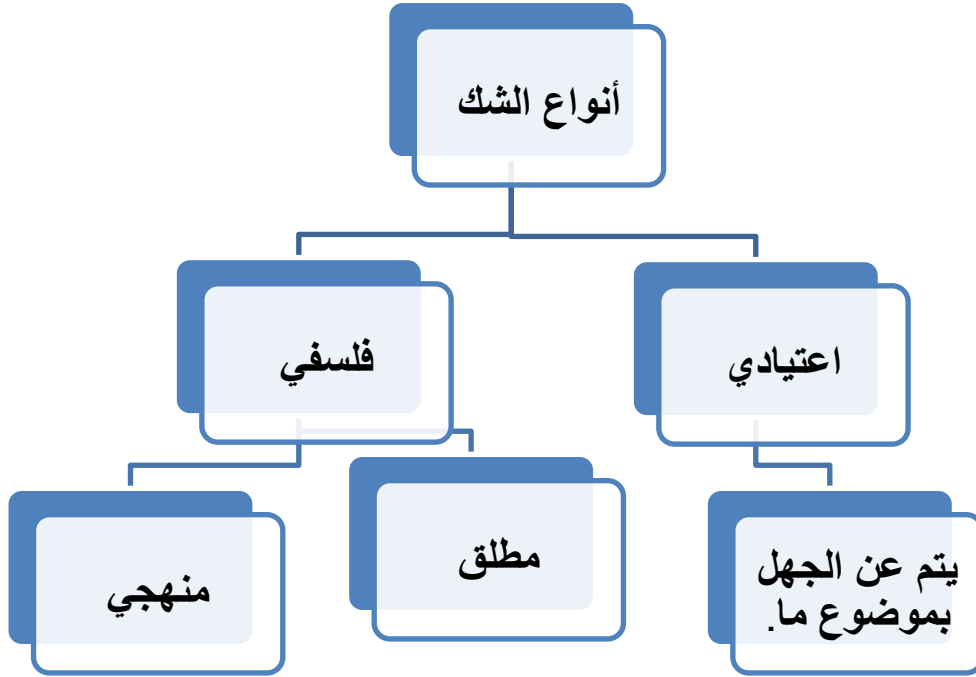 أنواع الشك
اعتيادي
فلسفي
يتم عن الجهل
بموضوع ما.
مطلق
منهجي